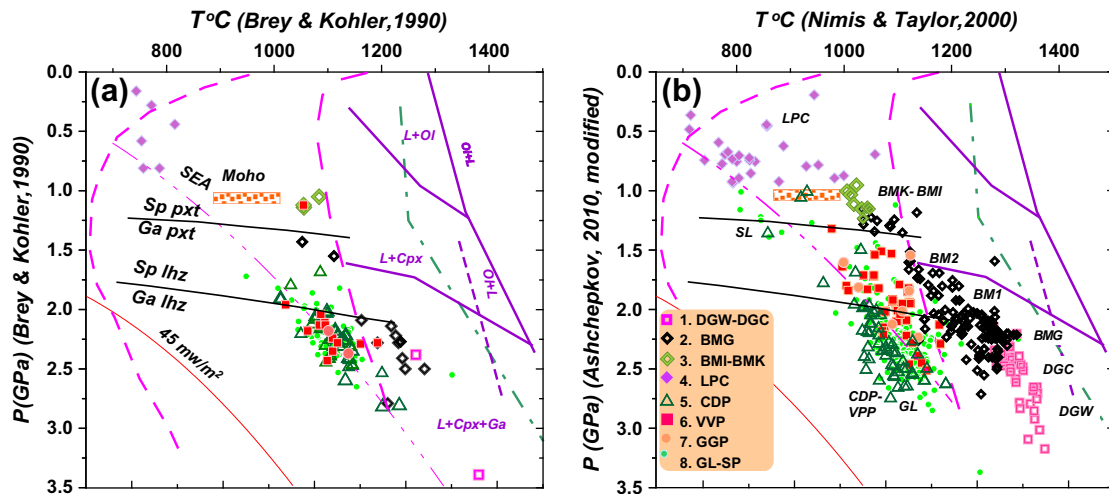 T°C (Brey & Kohler,1990)
1000 1200 1400
(a)
P(GPa) (Brey & Kohler,1990)
0.0
0.5
1.0
1.5
2.0
2.5
3.0
3.5
SEA
Moho
L+Ol
Ol+L
Sp pxt
Ga pxt
L+Cpx
Ol+L
Sp lhz
Ga lhz
45 mw/m²
L+Cpx+Ga
T°C (Nimis & Taylor,2000)
800 1000 1200 1400
(b)
P (GPa) (Ashchepkov, 2010, modified)
0.0
0.5
1.0
1.5
2.0
2.5
3.0
3.5
LPC
BMK- BMI
SL
BM2
BM1
BMG
DGC
DGW
CDP-
VPP
GL
1. DGW-DGC
2. BMG
3. BMI-BMK
4. LPC
5. CDP
6. VVP
7. GGP
8. GL-SP